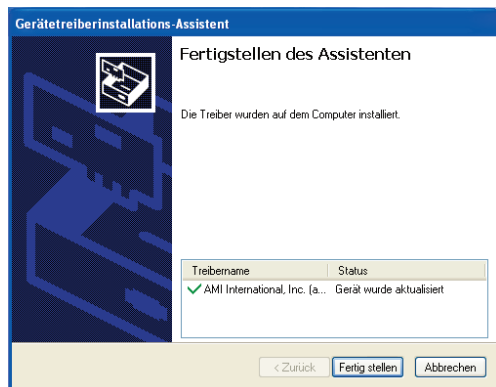 Gerätetreiberinstallations-Assistent
Fertigstellen des Assistenten
Die Treiber wurden auf dem Computer installiert.
Treibername Status
AMI International, Inc. (a... Gerät wurde aktualisiert
< Zurück Fertig stellen Abbrechen